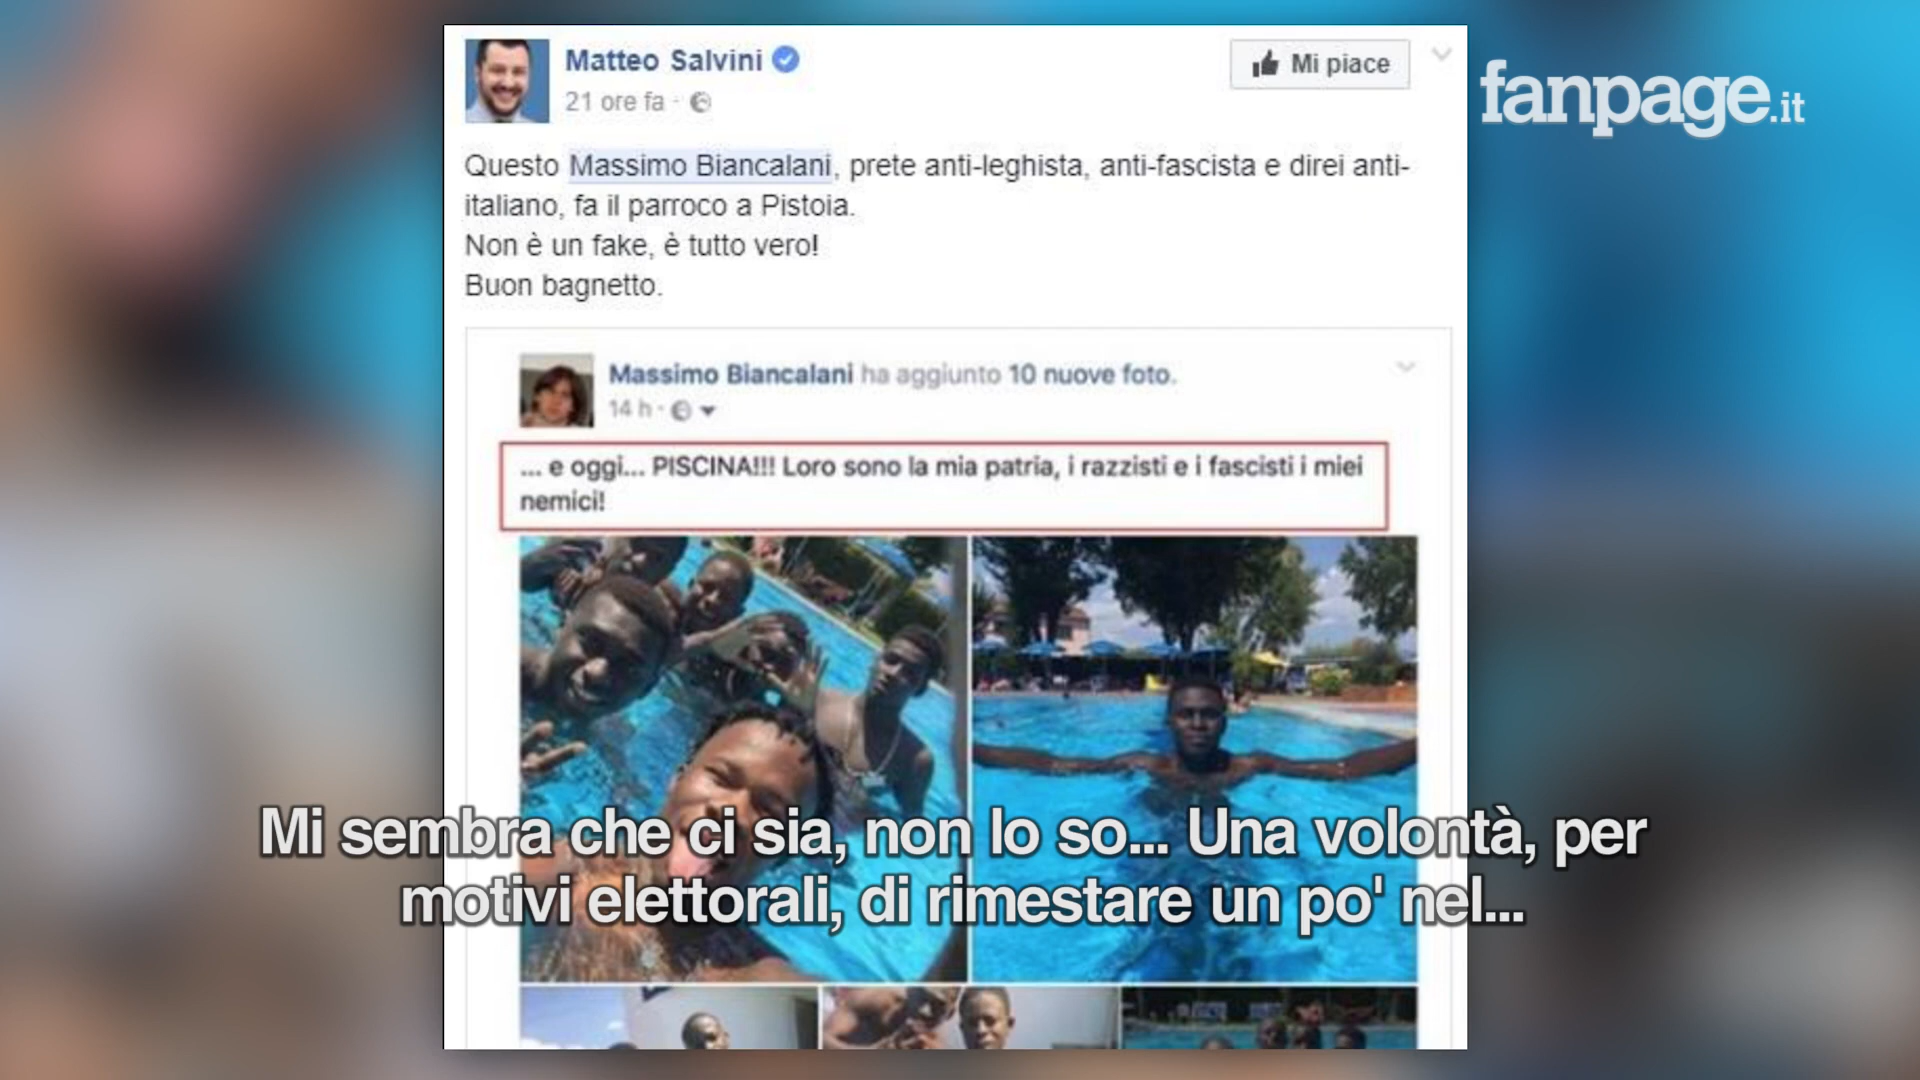 Matteo Salvini
21 ore fa ·
Mi piace
fanpage.it
Questo Massimo Biancalani, prete anti-leghista, anti-fascista e direi anti-
italiano, fa il parroco a Pistoia.
Non è un fake, è tutto vero!
Buon bagnetto.
Massimo Biancalani ha aggiunto 10 nuove foto.
14 h ·
... e oggi... PISCINA!!! Loro sono la mia patria, i razzisti e i fascisti i miei
nemici!
Mi sembra che ci sia, non lo so... Una volontà, per
motivi elettorali, di rimestare un po' nel...